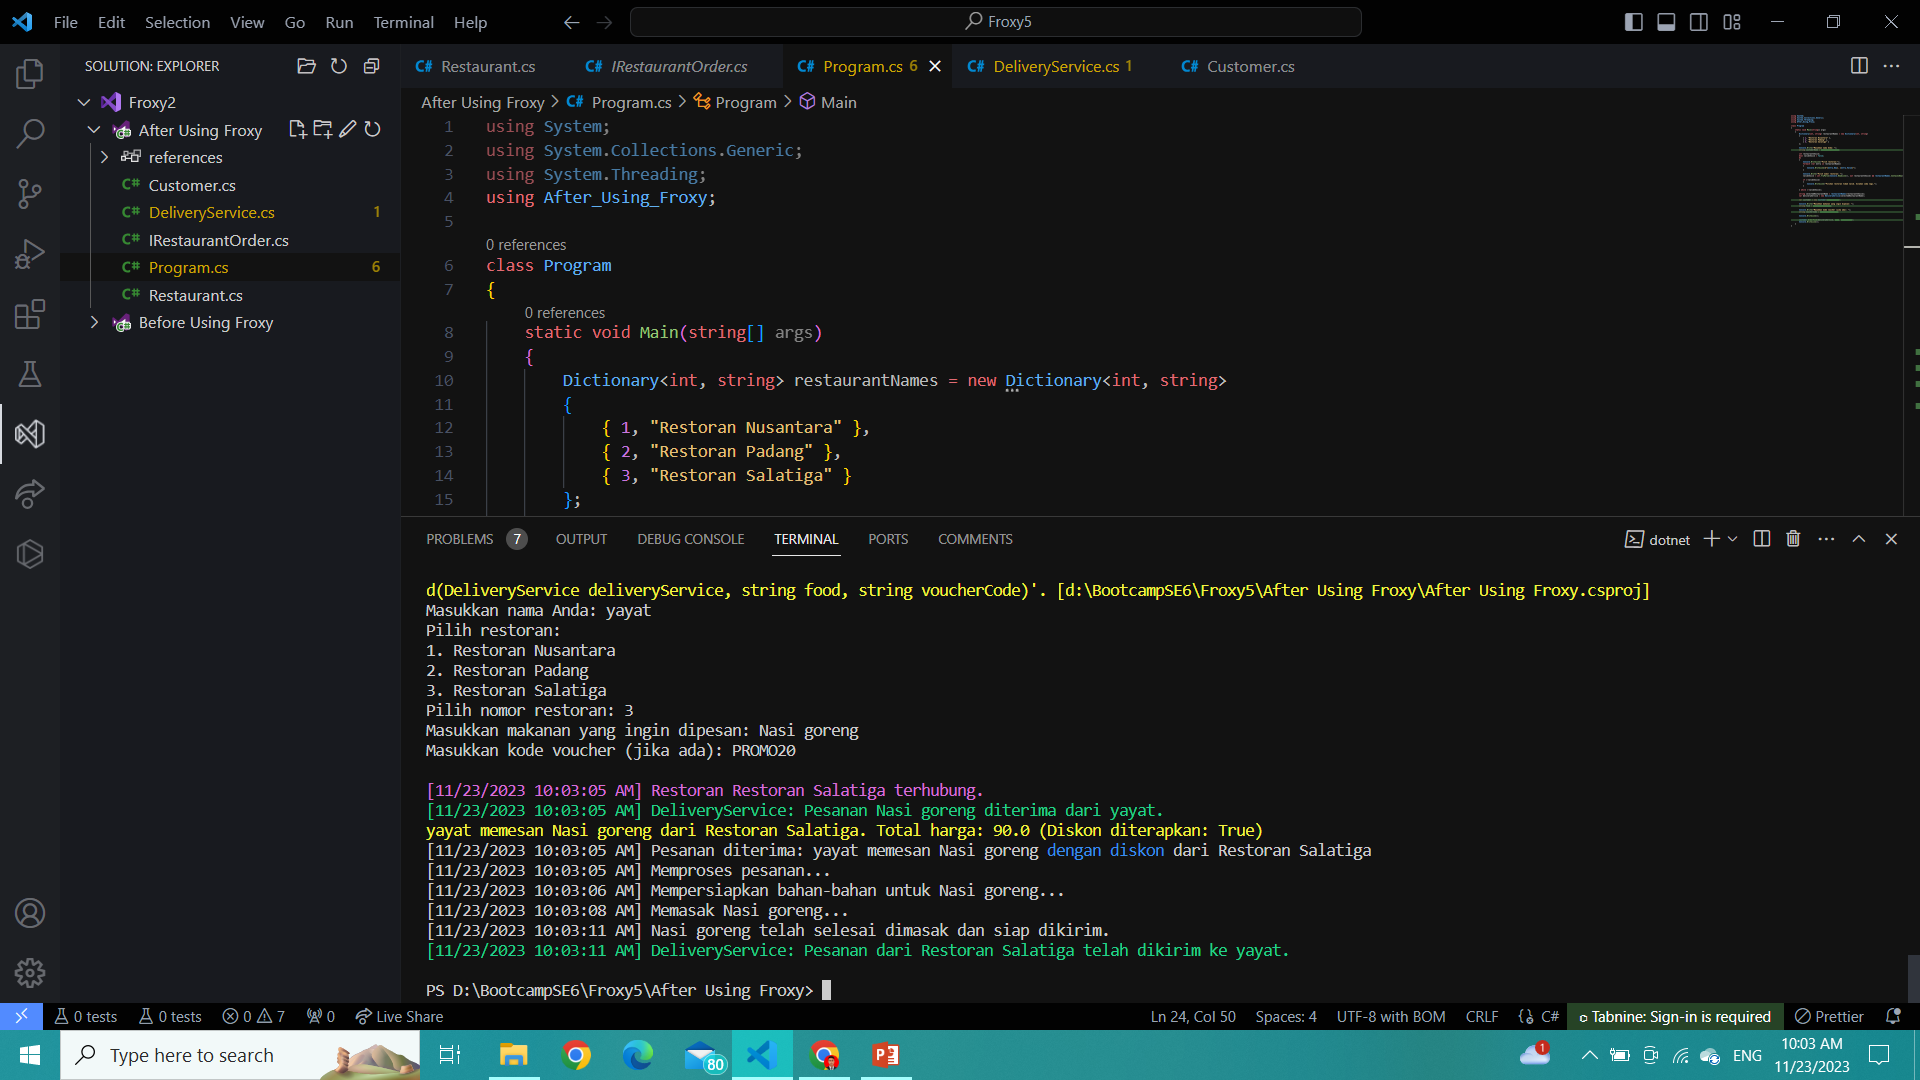 File Edit Selection View Go Run Terminal Help
Froxy5
SOLUTION: EXPLORER
Froxy2
After Using Froxy
references
C# Customer.cs
C# DeliveryService.cs 1
C# IRestaurantOrder.cs
C# Program.cs 6
C# Restaurant.cs
Before Using Froxy
C# Restaurant.cs C# IRestaurantOrder.cs C# Program.cs 6 C# DeliveryService.cs 1 C# Customer.cs
After Using Froxy > C# Program.cs > Program > Main
1 using System;
2 using System.Collections.Generic;
3 using System.Threading;
4 using After_Using_Froxy;
5
0 references
6 class Program
7 {
0 references
8 static void Main(string[] args)
9 {
10 Dictionary<int, string> restaurantNames = new Dictionary<int, string>
11 {
12 { 1, "Restoran Nusantara" },
13 { 2, "Restoran Padang" },
14 { 3, "Restoran Salatiga" }
15 };
PROBLEMS 7 OUTPUT DEBUG CONSOLE TERMINAL PORTS COMMENTS
dotnet
d(DeliveryService deliveryService, string food, string voucherCode)'. [d:\BootcampSE6\Froxy5\After Using Froxy\After Using Froxy.csproj]
Masukkan nama Anda: yayat
Pilih restoran:
1. Restoran Nusantara
2. Restoran Padang
3. Restoran Salatiga
Pilih nomor restoran: 3
Masukkan makanan yang ingin dipesan: Nasi goreng
Masukkan kode voucher (jika ada): PROMO20
[11/23/2023 10:03:05 AM] Restoran Restoran Salatiga terhubung.
[11/23/2023 10:03:05 AM] DeliveryService: Pesanan Nasi goreng diterima dari yayat.
yayat memesan Nasi goreng dari Restoran Salatiga. Total harga: 90.0 (Diskon diterapkan: True)
[11/23/2023 10:03:05 AM] Pesanan diterima: yayat memesan Nasi goreng dengan diskon dari Restoran Salatiga
[11/23/2023 10:03:05 AM] Memproses pesanan...
[11/23/2023 10:03:06 AM] Mempersiapkan bahan-bahan untuk Nasi goreng...
[11/23/2023 10:03:08 AM] Memasak Nasi goreng...
[11/23/2023 10:03:11 AM] Nasi goreng telah selesai dimasak dan siap dikirim.
[11/23/2023 10:03:11 AM] DeliveryService: Pesanan dari Restoran Salatiga telah dikirim ke yayat.
PS D:\BootcampSE6\Froxy5\After Using Froxy>
0 tests 0 tests 0 7 0 Live Share
Ln 24, Col 50 Spaces: 4 UTF-8 with BOM CRLF C# Tabnine: Sign-in is required Prettier
Type here to search
80
1
ENG
10:03 AM
11/23/2023